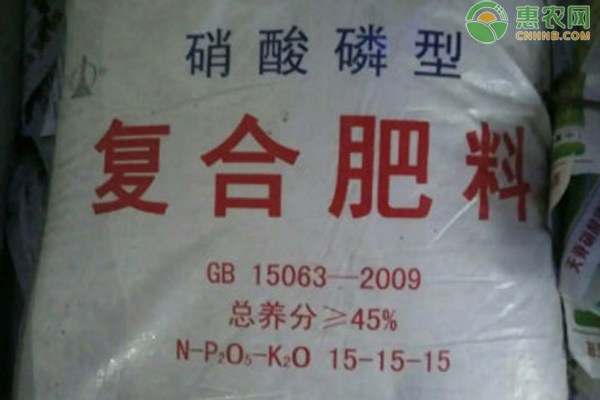 惠农网
CNHNB.COM
硝酸磷型
复合肥料
GB 15063—2009
总养分≥45%
N-P₂O₅-K₂O 15-15-15